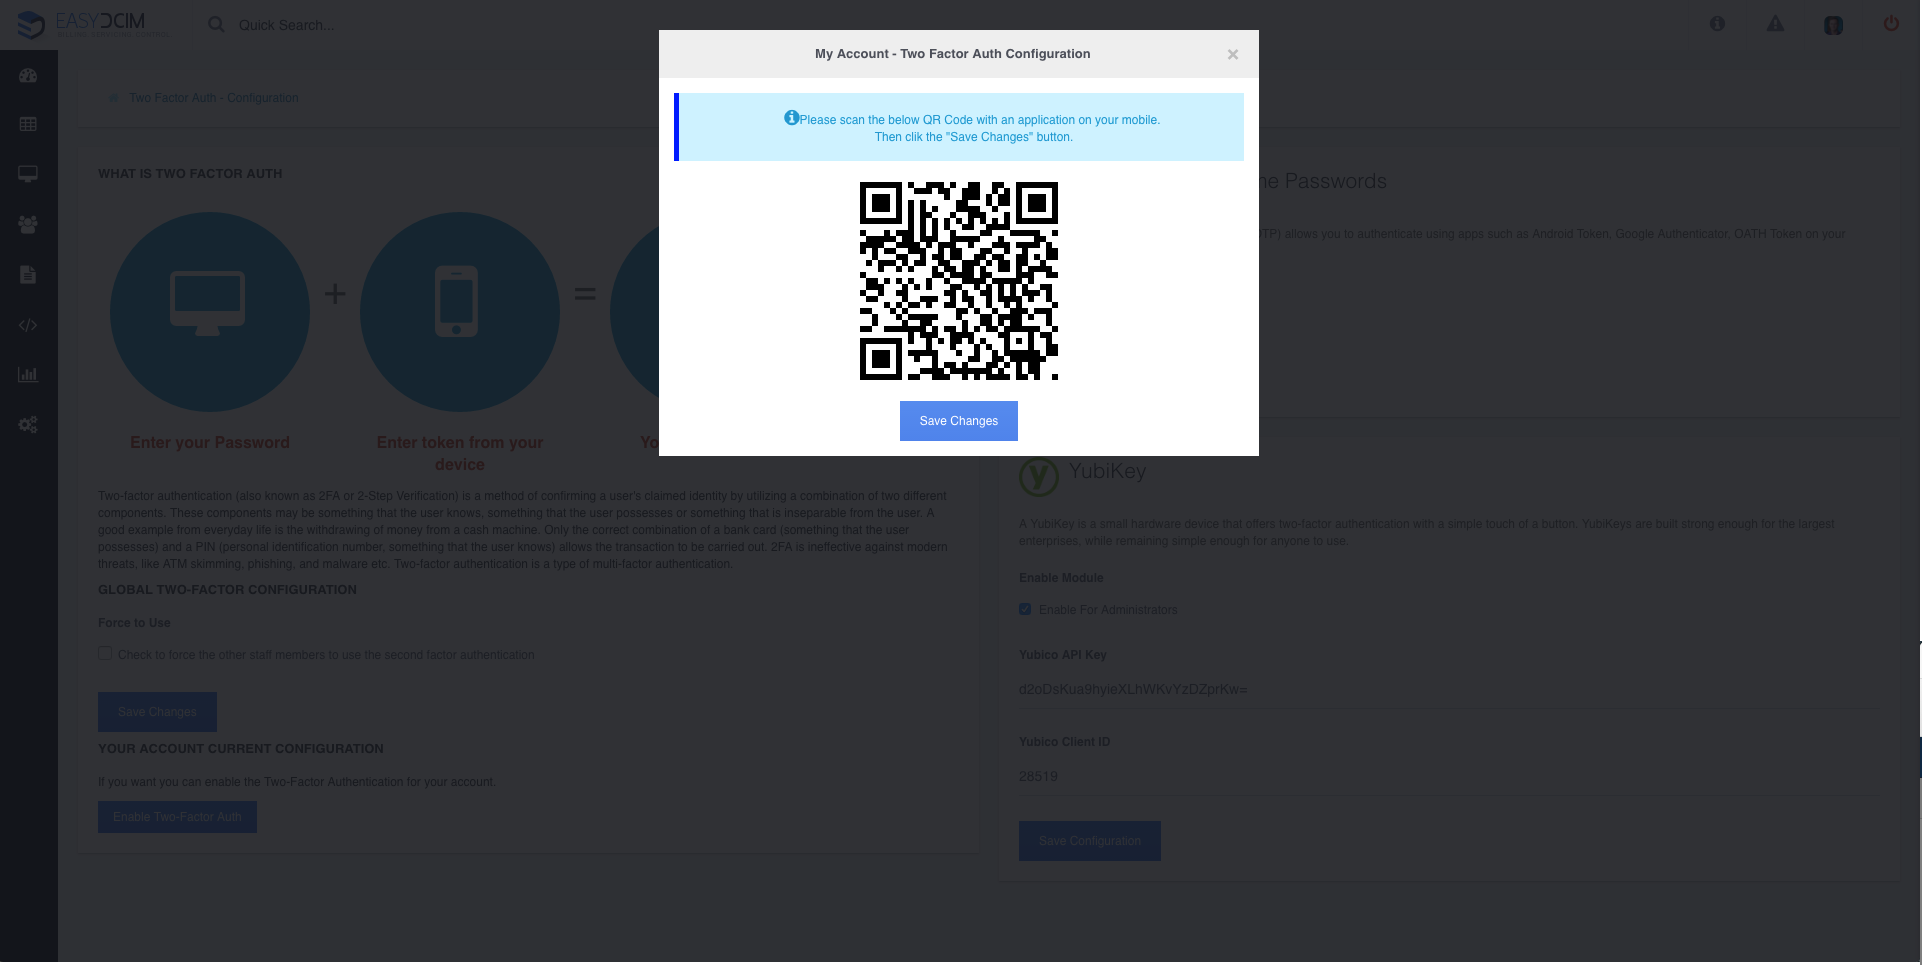 EASYDCIM
Quick Search...
My Account - Two Factor Auth Configuration
×
Please scan the below QR Code with an application on your mobile.
Then clik the "Save Changes" button.
Save Changes
Two Factor Auth - Configuration
WHAT IS TWO FACTOR AUTH
+
=
Enter your Password
Enter token from your
device
Yo
Two-factor authentication (also known as 2FA or 2-Step Verification) is a method of confirming a user's claimed identity by utilizing a combination of two different
components. These components may be something that the user knows, something that the user possesses or something that is inseparable from the user. A
good example from everyday life is the withdrawing of money from a cash machine. Only the correct combination of a bank card (something that the user
possesses) and a PIN (personal identification number, something that the user knows) allows the transaction to be carried out. 2FA is ineffective against modern
threats, like ATM skimming, phishing, and malware etc. Two-factor authentication is a type of multi-factor authentication.
GLOBAL TWO-FACTOR CONFIGURATION
Force to Use
Check to force the other staff members to use the second factor authentication
Save Changes
YOUR ACCOUNT CURRENT CONFIGURATION
If you want you can enable the Two-Factor Authentication for your account.
Enable Two-Factor Auth
ne Passwords
TP) allows you to authenticate using apps such as Android Token, Google Authenticator, OATH Token on your
YubiKey
A YubiKey is a small hardware device that offers two-factor authentication with a simple touch of a button. YubiKeys are built strong enough for the largest
enterprises, while remaining simple enough for anyone to use.
Enable Module
Enable For Administrators
Yubico API Key
d2oDsKua9hyieXLhWKvYzDZprKw=
Yubico Client ID
28519
Save Configuration